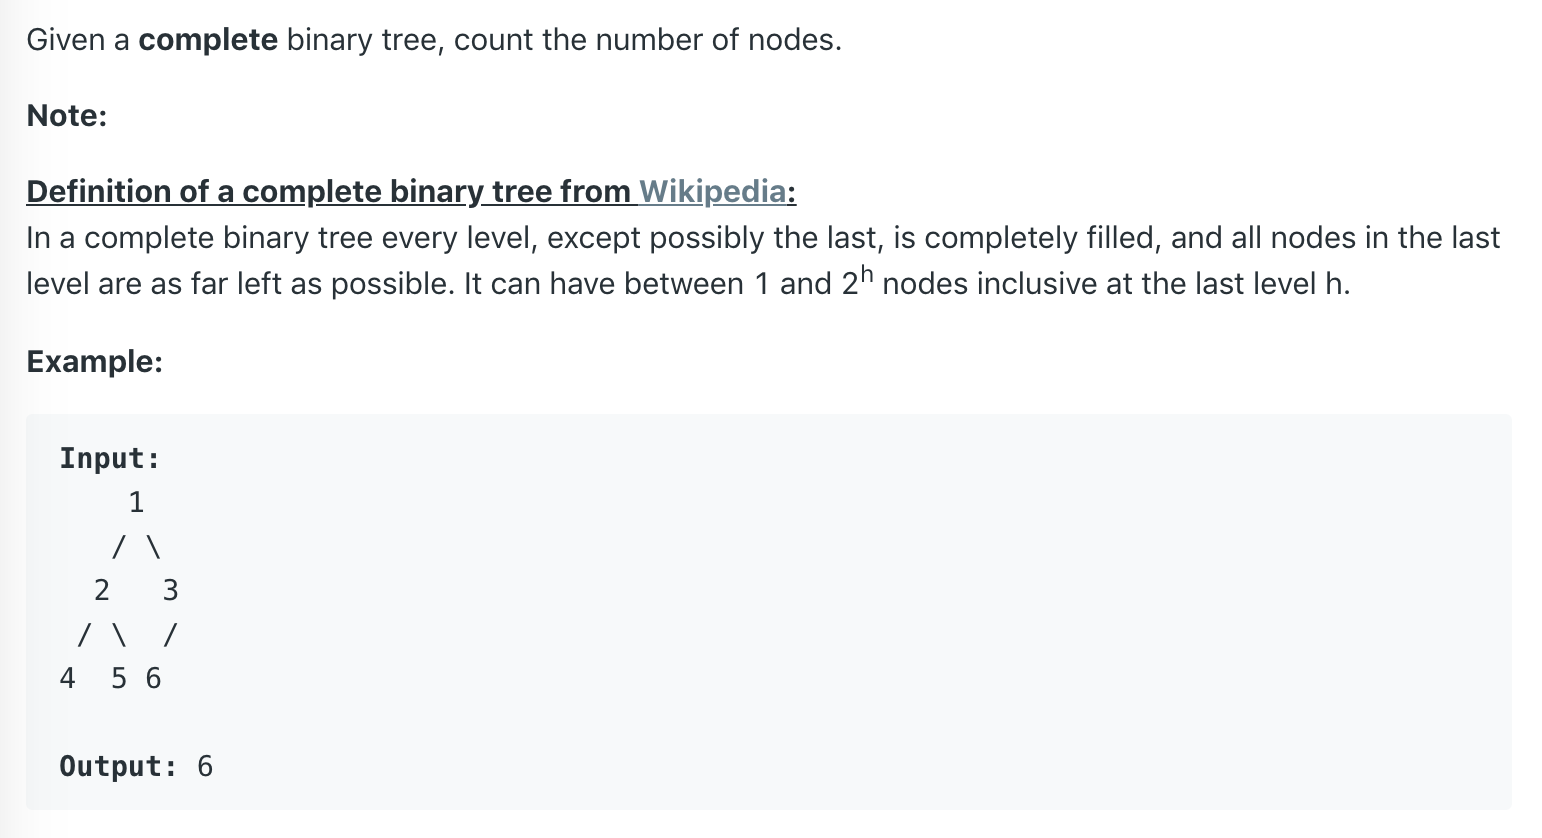 Given a complete binary tree, count the number of nodes.
Note:
Definition of a complete binary tree from Wikipedia:
In a complete binary tree every level, except possibly the last, is completely filled, and all nodes in the last
level are as far left as possible. It can have between 1 and 2h nodes inclusive at the last level h.
Example:
Input:
    1
   / \
  2   3
 / \  /
4  5 6
Output: 6